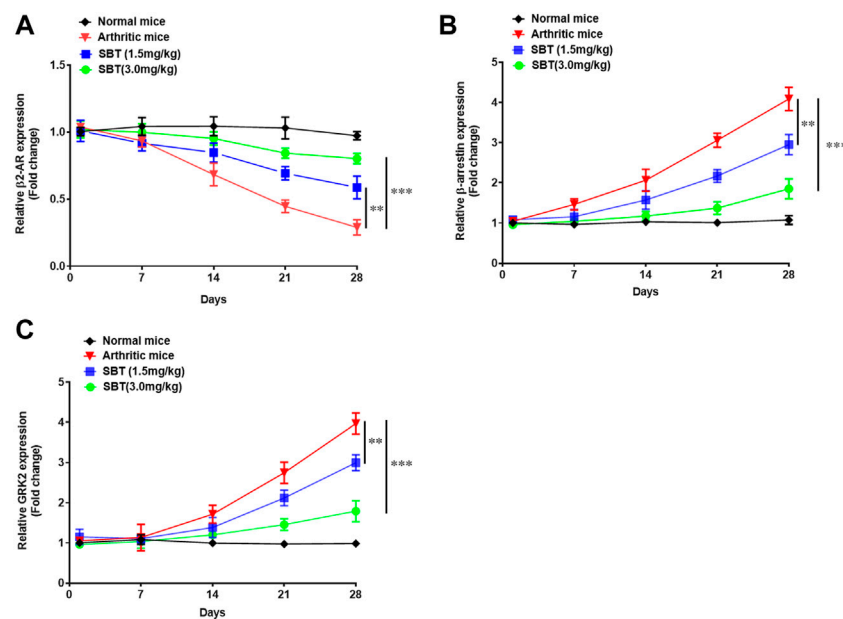 A
Normal mice
Arthritic mice
SBT (1.5mg/kg)
SBT(3.0mg/kg)
Relative β2-AR expression
(Fold change)
1.5
1.0
0.5
0.0
0
7
14
21
28
Days
**
***
B
Normal mice
Arthritic mice
SBT (1.5mg/kg)
SBT(3.0mg/kg)
Relative β-arrestin expression
(Fold change)
5
4
3
2
1
0
0
7
14
21
28
Days
**
***
C
Normal mice
Arthritic mice
SBT (1.5mg/kg)
SBT(3.0mg/kg)
Relative GRK2 expression
(Fold change)
5
4
3
2
1
0
0
7
14
21
28
Days
**
***